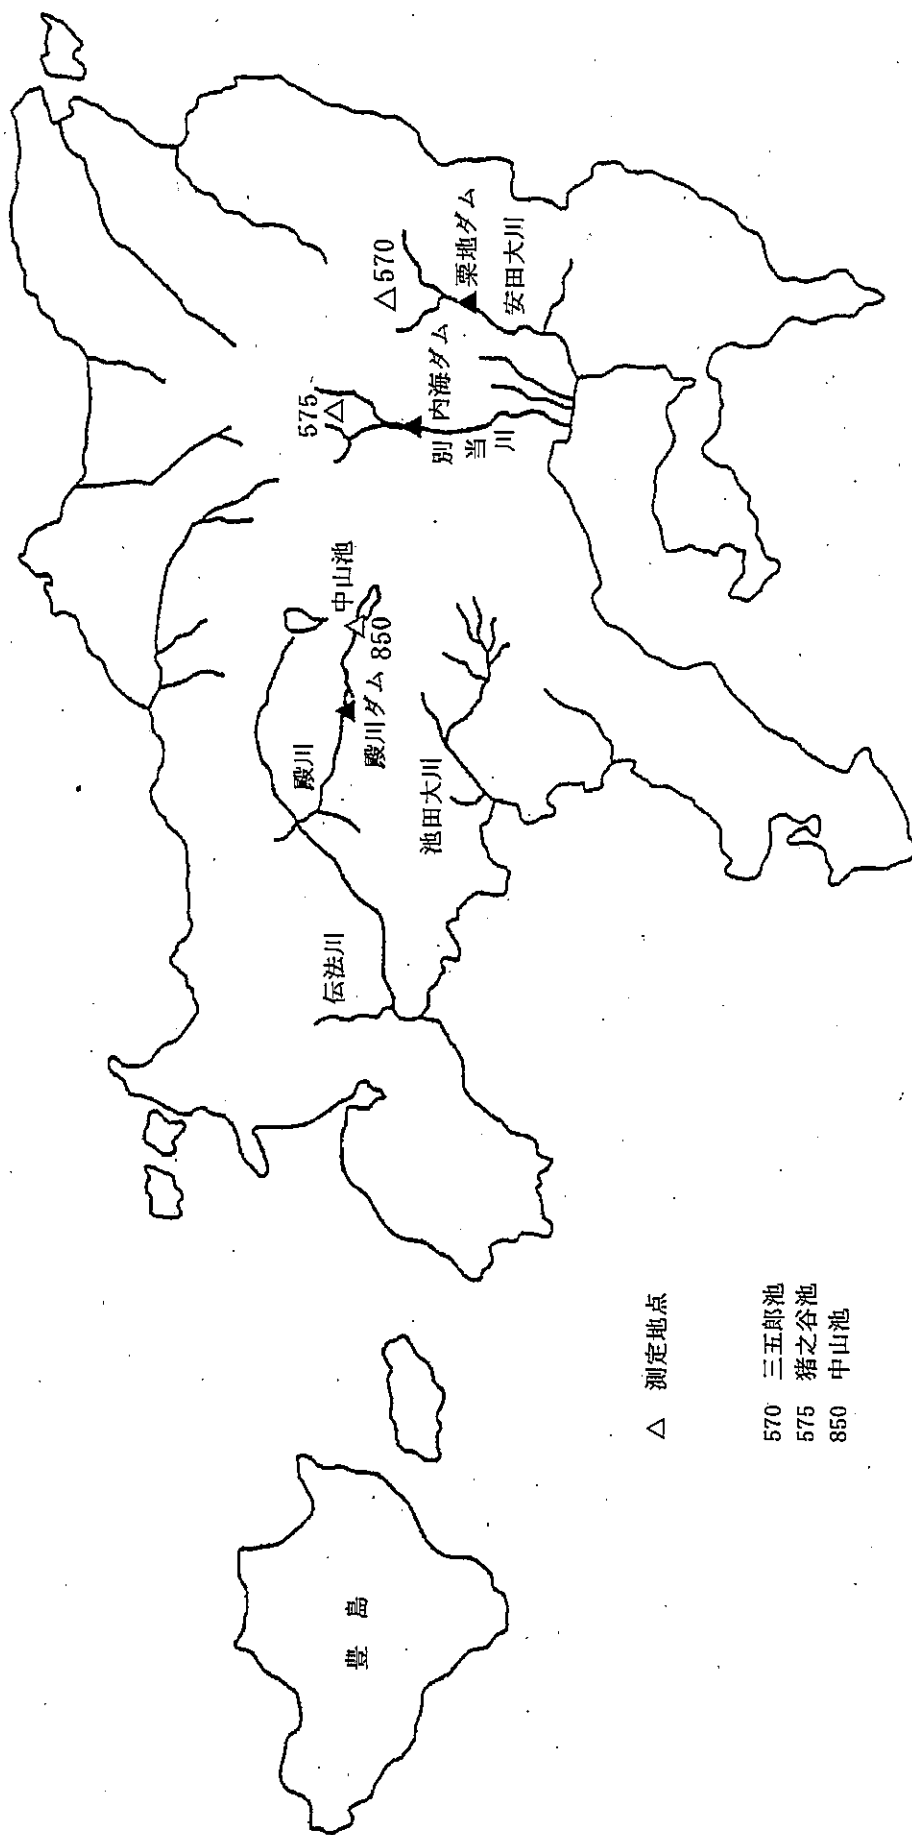 豊島
伝法川
殿川
殿川ダム
850
中山池
池田大川
575
内海ダム
別当川
570
粟地ダム
安田大川
△ 測定地点
570 三五郎池
575 猪之谷池
850 中山池